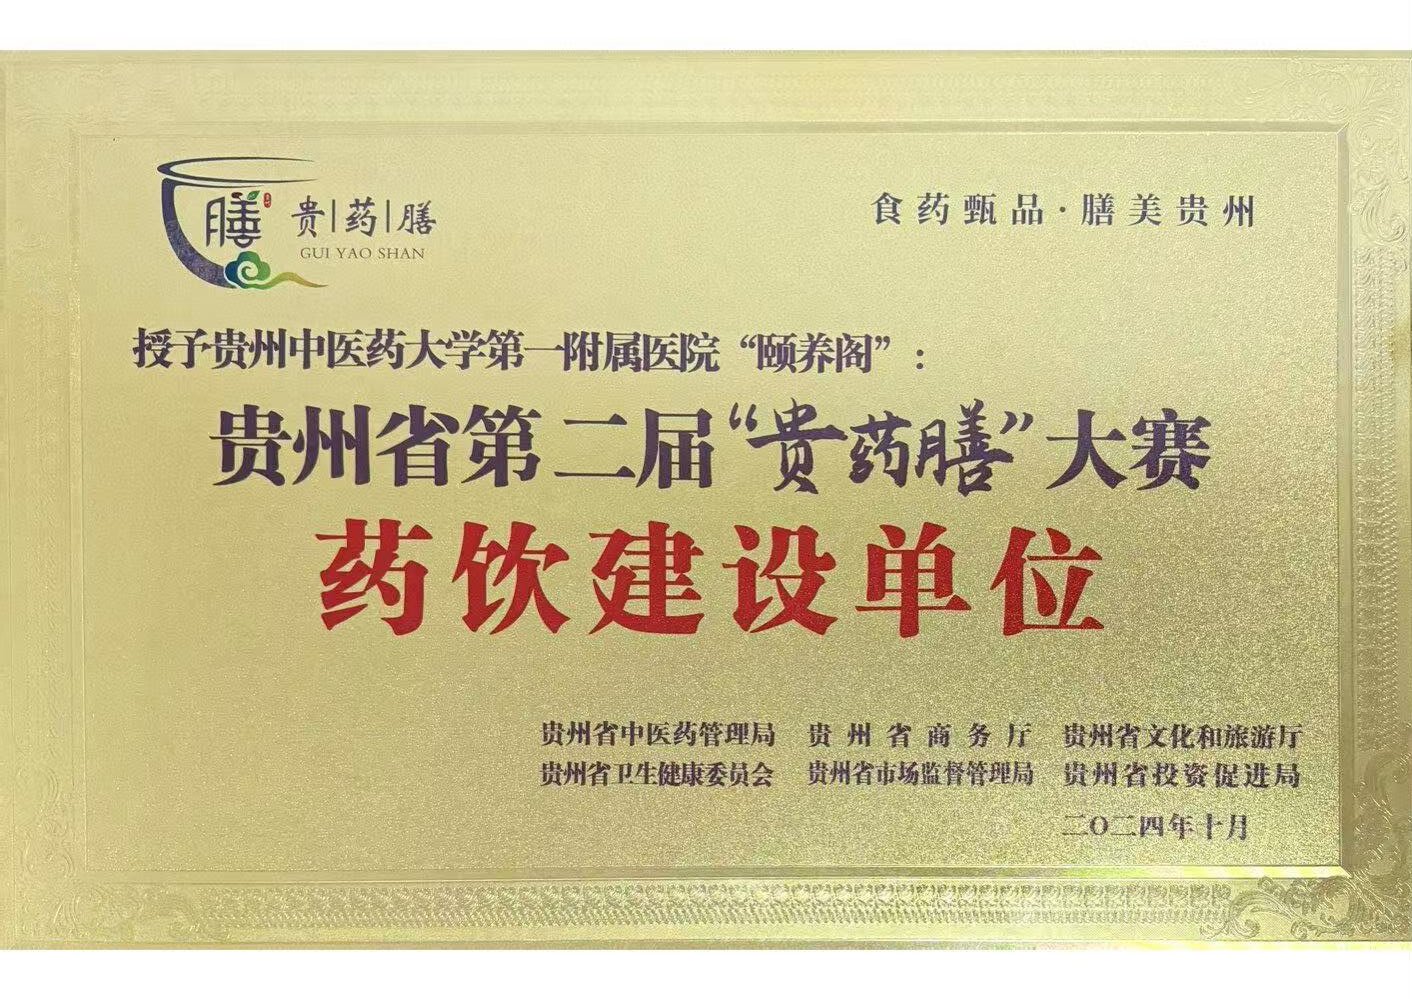 膳 贵|药|膳
GUI YAO SHAN
食药甄品·膳美贵州
授予贵州中医药大学第一附属医院“颐养阁”：
贵州省第二届“贵药膳”大赛
药饮建设单位
贵州省中医药管理局 贵州省商务厅 贵州省文化和旅游厅
贵州省卫生健康委员会 贵州省市场监督管理局 贵州省投资促进局
二〇二四年十月